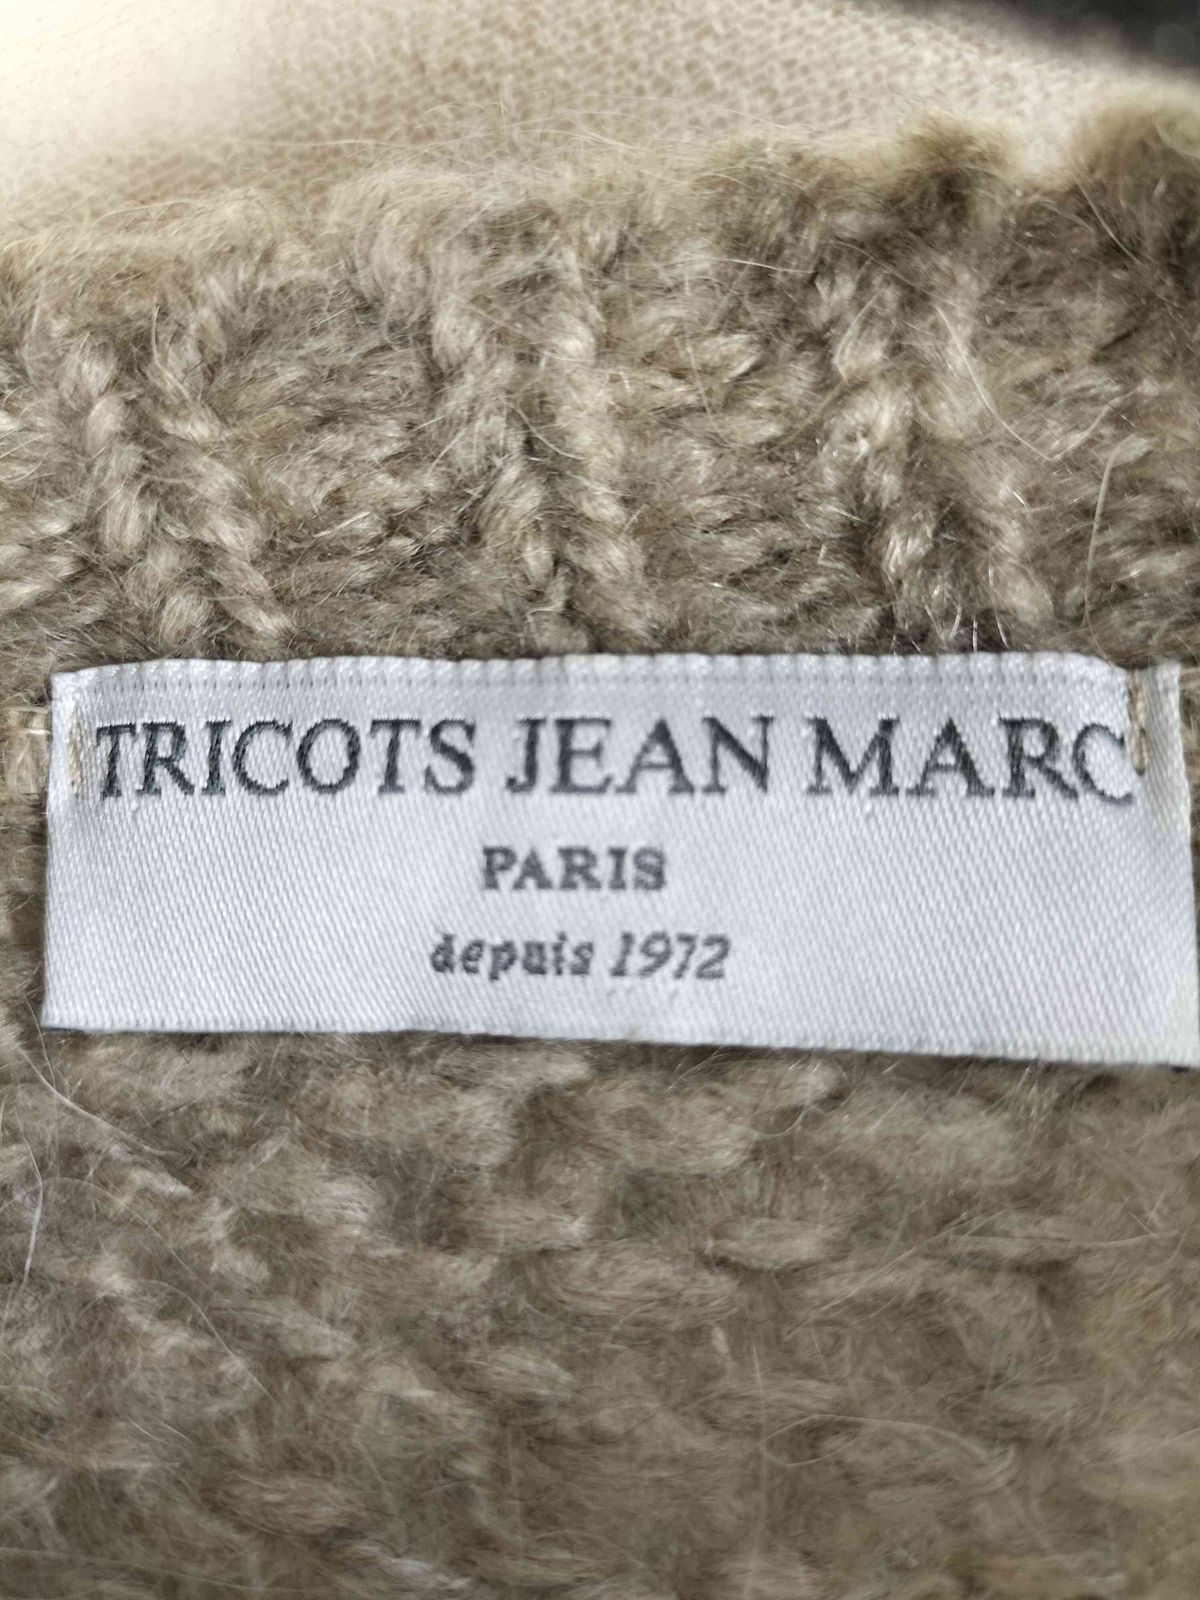 TRICOTS JEAN MARC
PARIS
depuis 1972